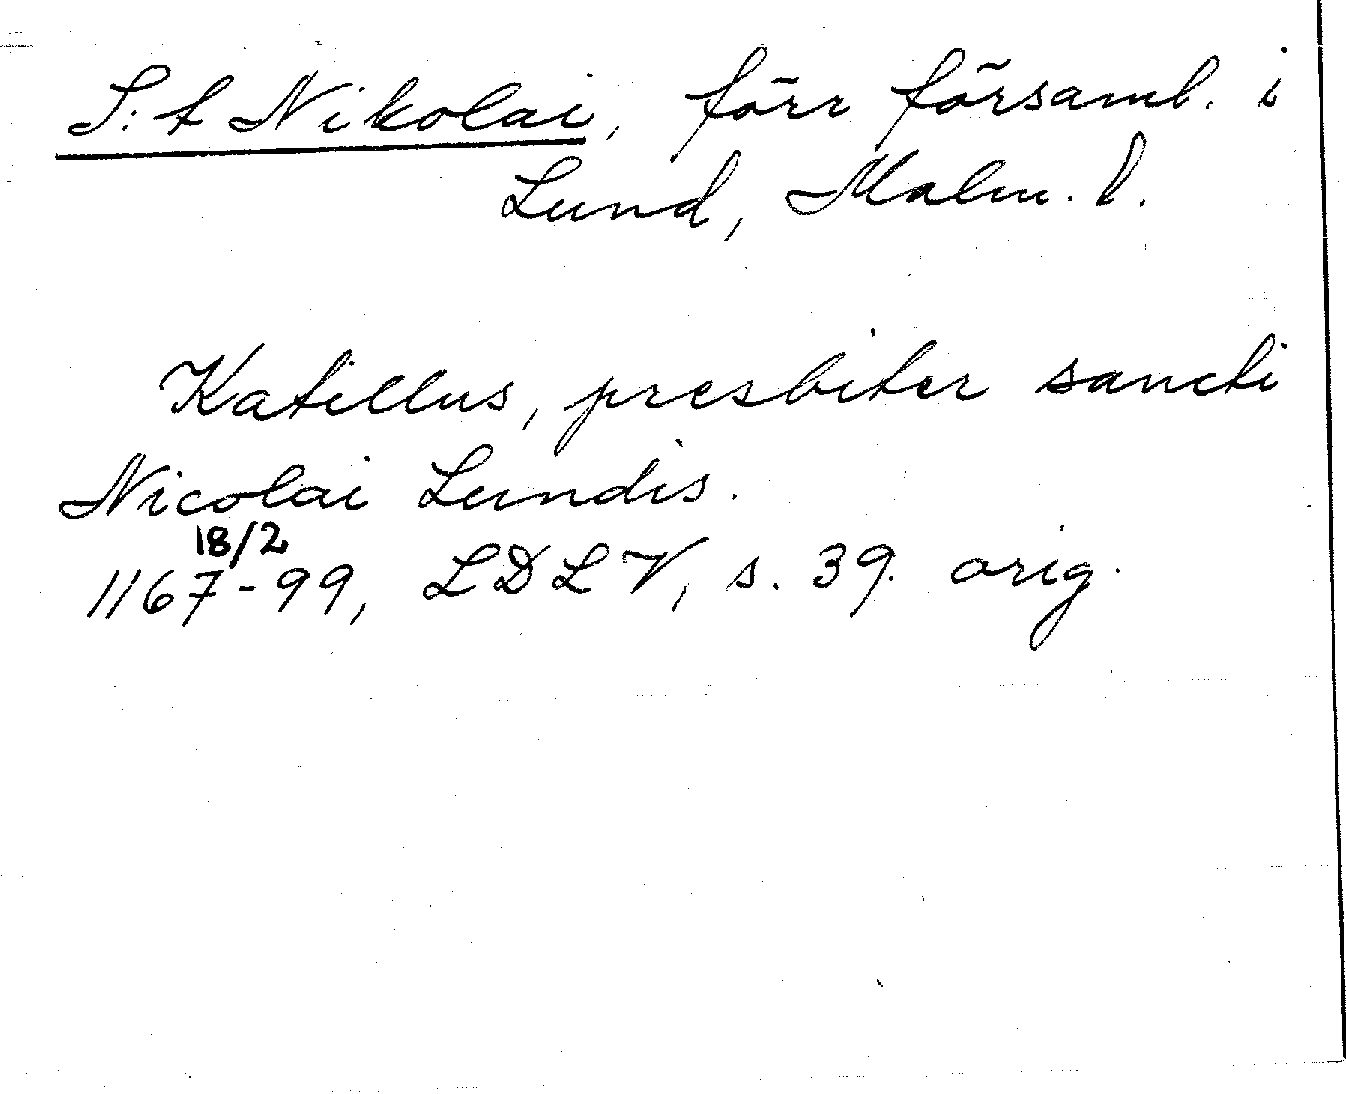 S:t Nikolai, förr församl. i
Lund, Malm. l.
Katillus, presbiter sancti
Nicolai Lundis.
18/2
1167-99, LDLV, s. 39. orig.